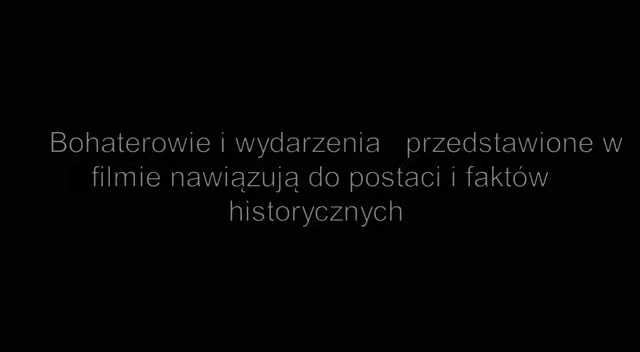 Bohaterowie i wydarzenia przedstawione w
filmie nawiązują do postaci i faktów
historycznych